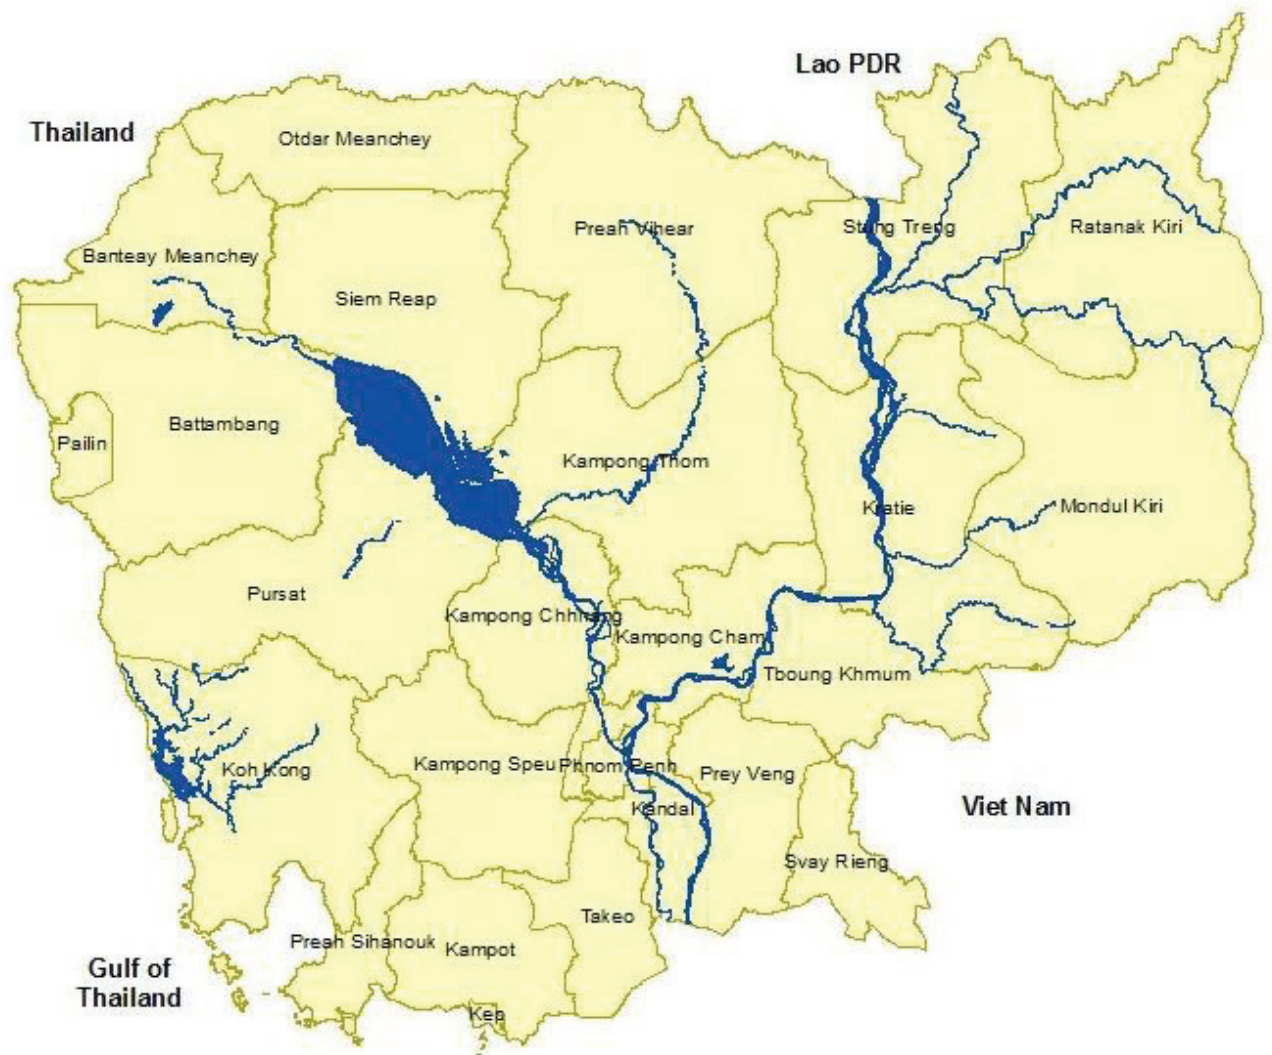 Lao PDR
Thailand
Otdar Meanchey
Preah Vihear
Stung Treng
Ratanak Kiri
Banteay Meanchey
Siem Reap
Battambang
Pailin
Kampong Thom
Kratie
Mondul Kiri
Pursat
Kampong Chhnang
Kampong Cham
Tboung Khmum
Koh Kong
Kampong Speu
Phnom Penh
Prey Veng
Kandal
Viet Nam
Svay Rieng
Takeo
Preah Sihanouk
Kampot
Gulf of
Thailand
Kep